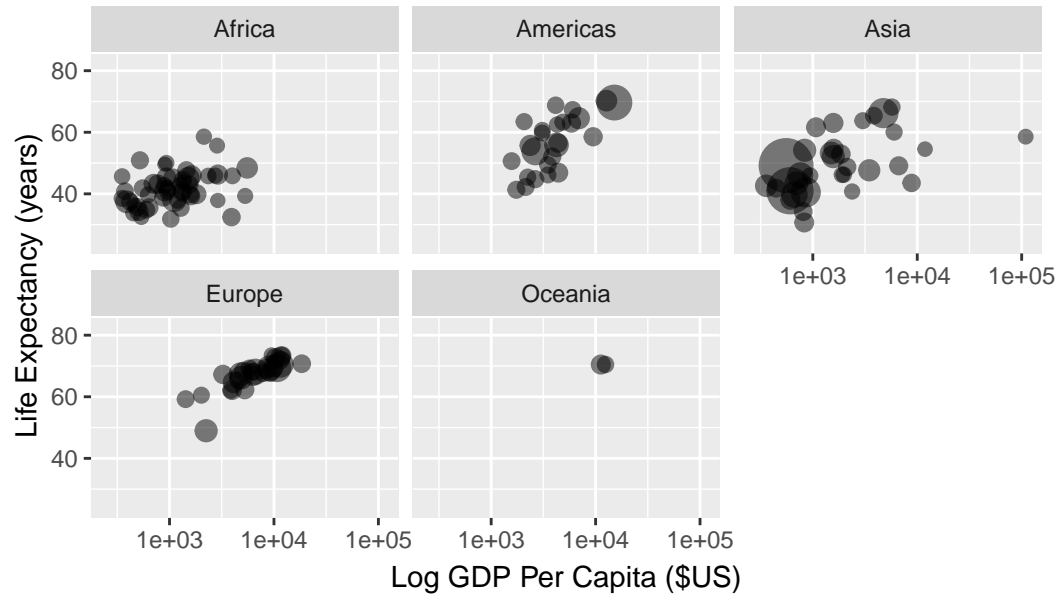 Africa
Americas
Asia
80
60
40
1e+03
1e+04
1e+05
Europe
Oceania
80
60
40
1e+03
1e+04
1e+05
1e+03
1e+04
1e+05
Life Expectancy (years)
Log GDP Per Capita ($US)